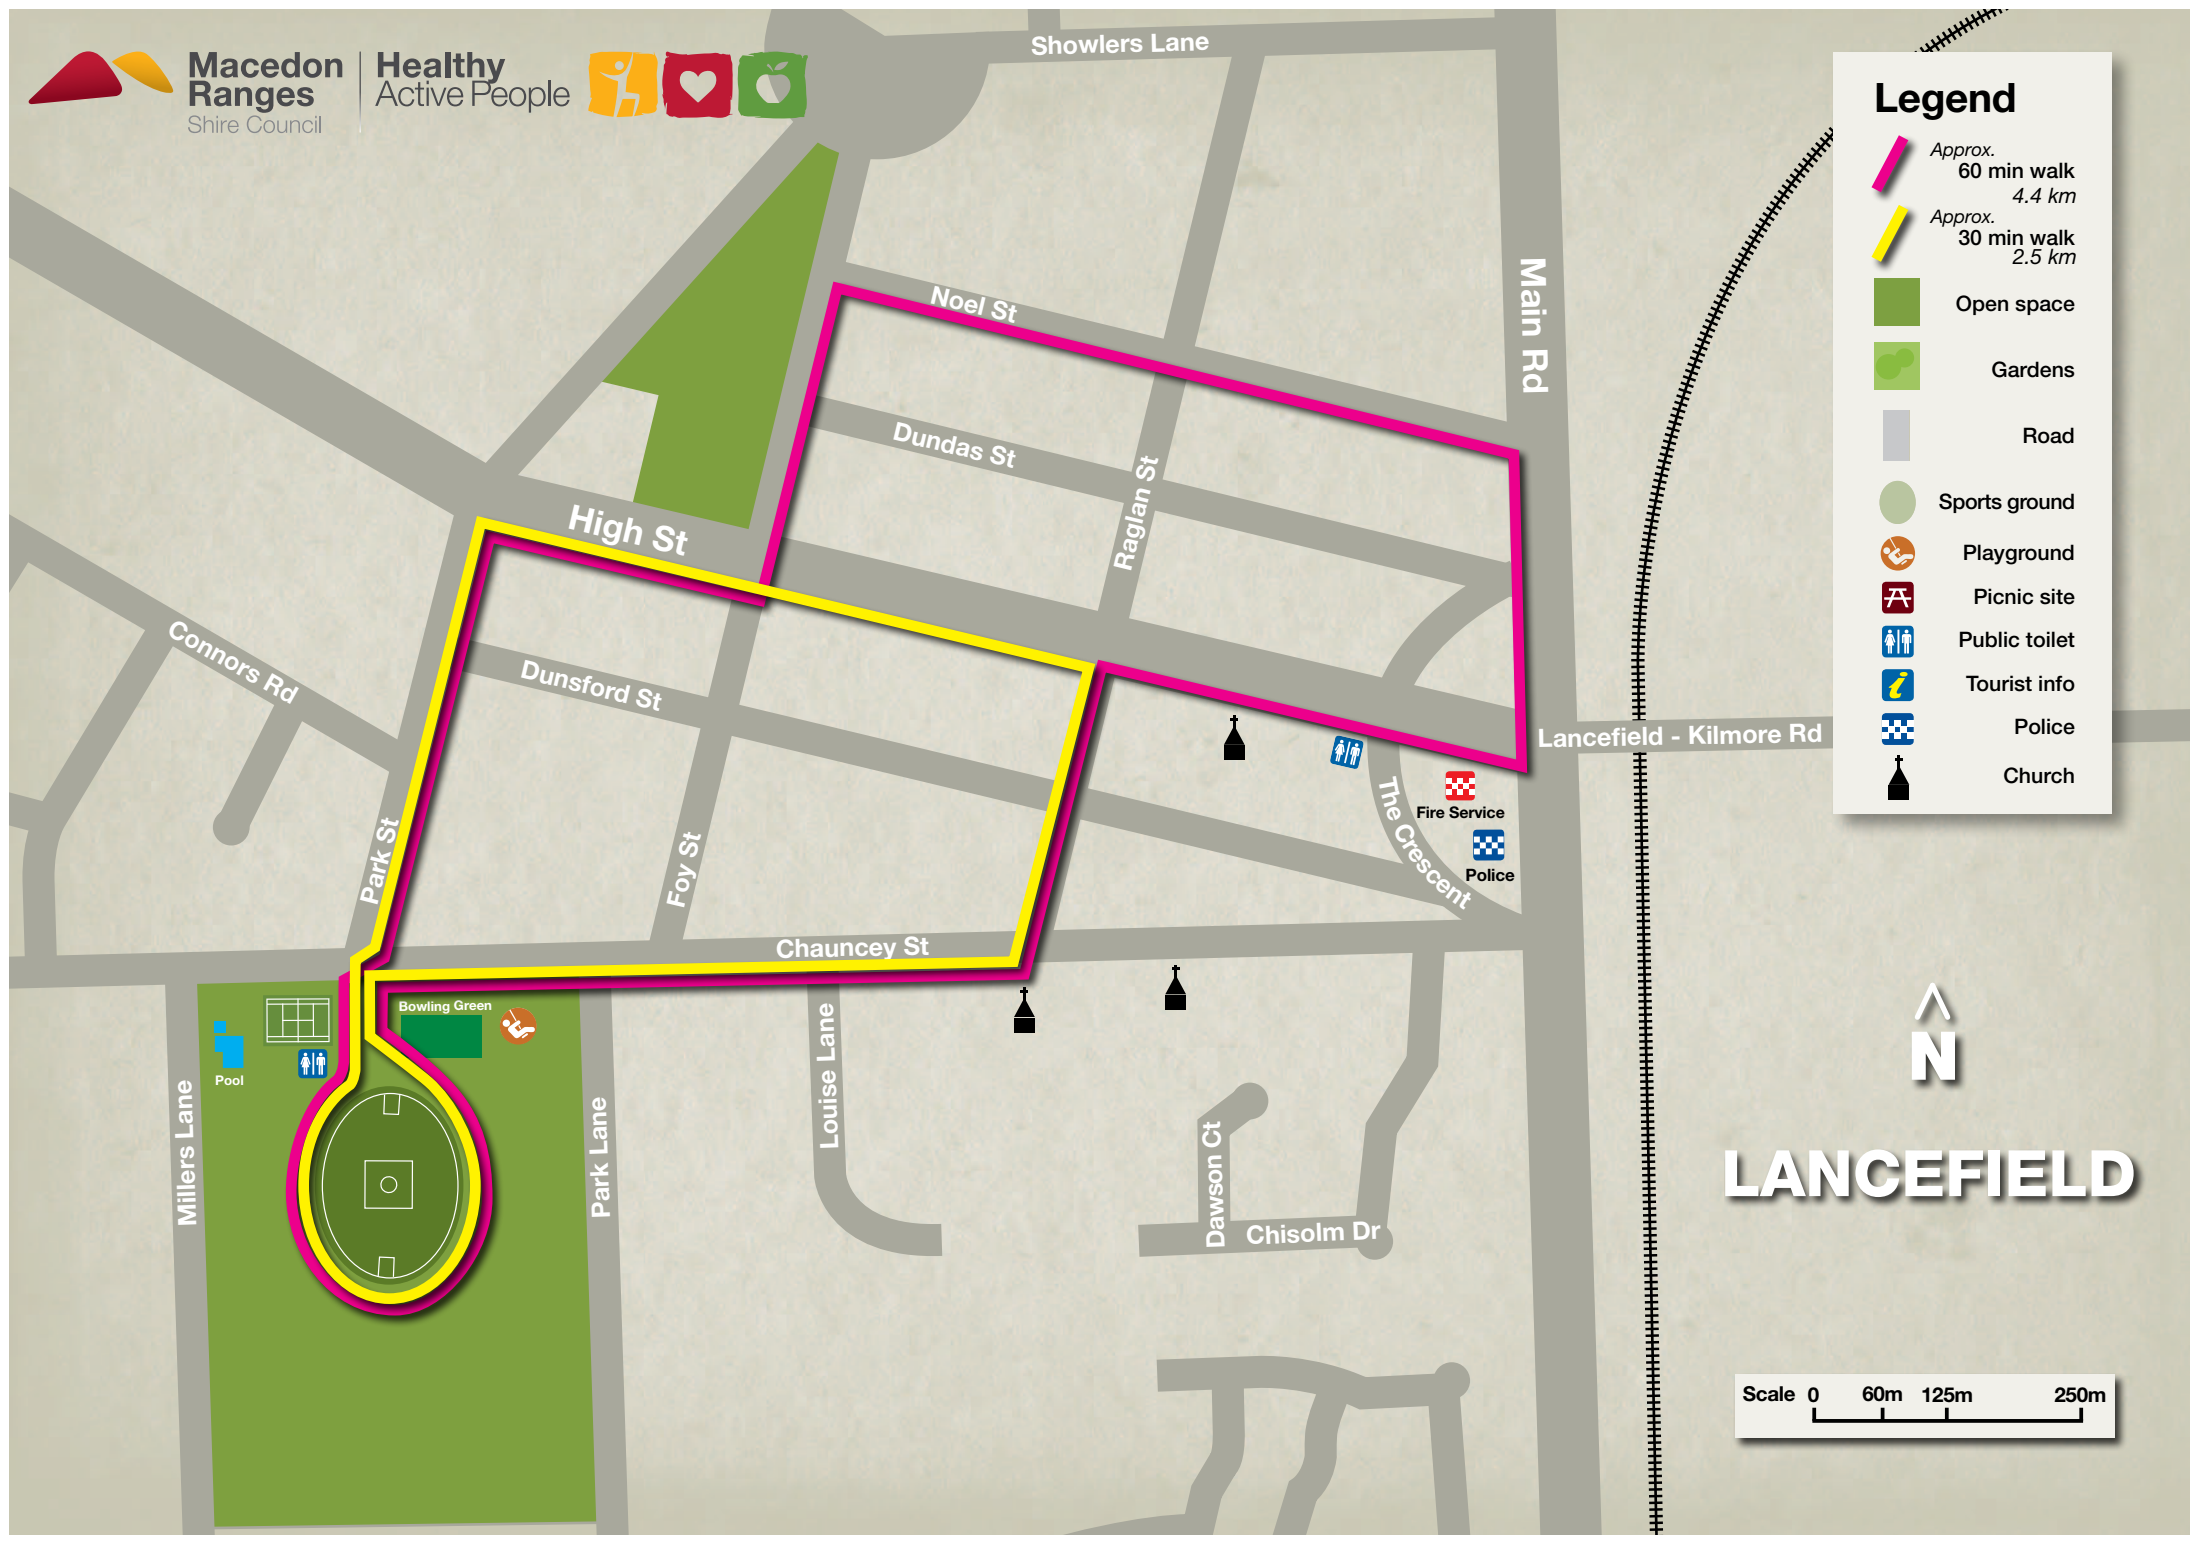 Macedon
Ranges
Shire Council
Healthy
Active People
Showlers Lane
Legend
Approx.
60 min walk
4.4 km
Approx.
30 min walk
2.5 km
Open space
Gardens
Road
Sports ground
Playground
Picnic site
Public toilet
i
Tourist info
Police
Church
Main Rd
Noel St
Dundas St
Raglan St
High St
Connors Rd
Dunsford St
Lancefield - Kilmore Rd
Fire Service
The Crescent
Police
Park St
Foy St
Chauncey St
Bowling Green
Pool
Millers Lane
Park Lane
Louise Lane
Dawson Ct
Chisolm Dr
N
LANCEFIELD
Scale 0 60m 125m 250m